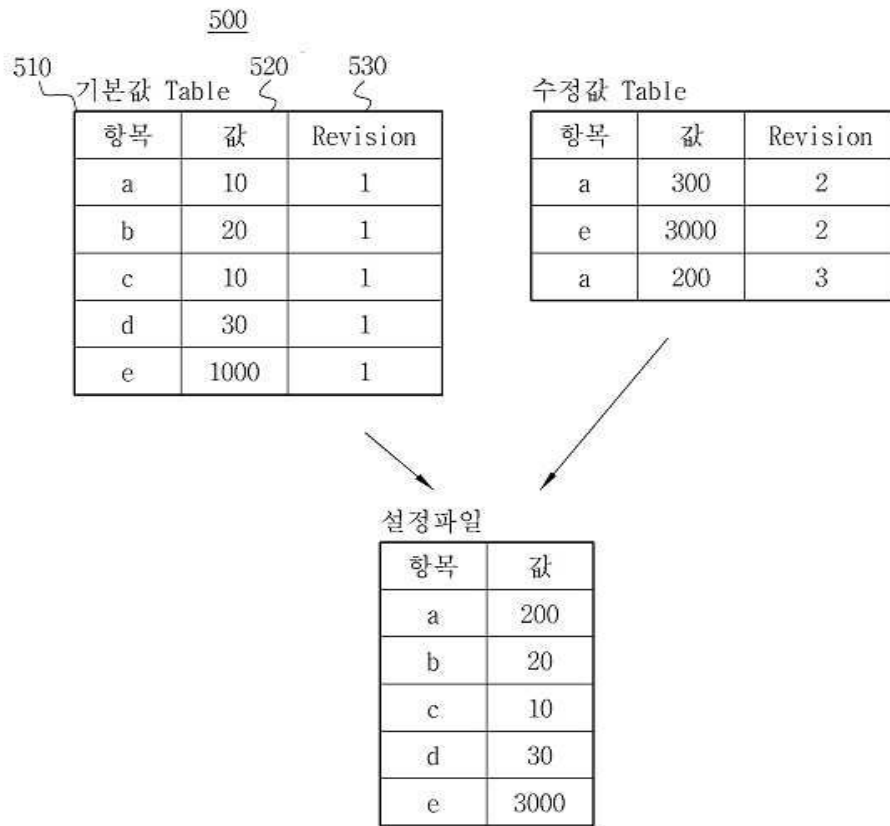 500
510 520 530
기본값 Table
항목 값 Revision
a 10 1
b 20 1
c 10 1
d 30 1
e 1000 1
수정값 Table
항목 값 Revision
a 300 2
e 3000 2
a 200 3
설정파일
항목 값
a 200
b 20
c 10
d 30
e 3000